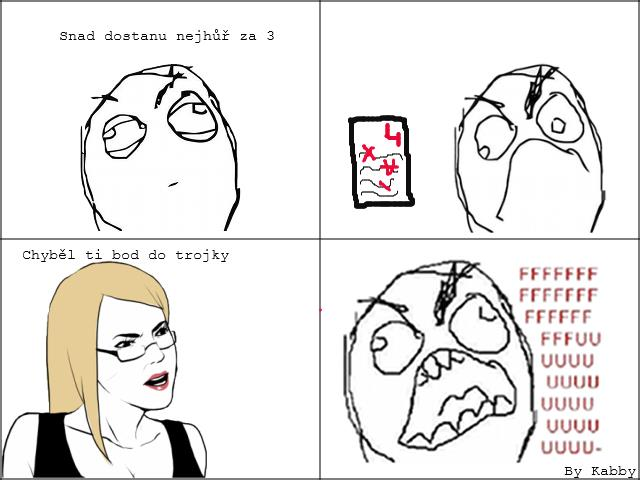 Snad dostanu nejhůř za 3
4
Chyběl ti bod do trojky
FFFFFFF
FFFFFFF
FFFFFF
FFFUU
UUUU
UUUU
UUUU
UUUU
UUUU-
By Kabby